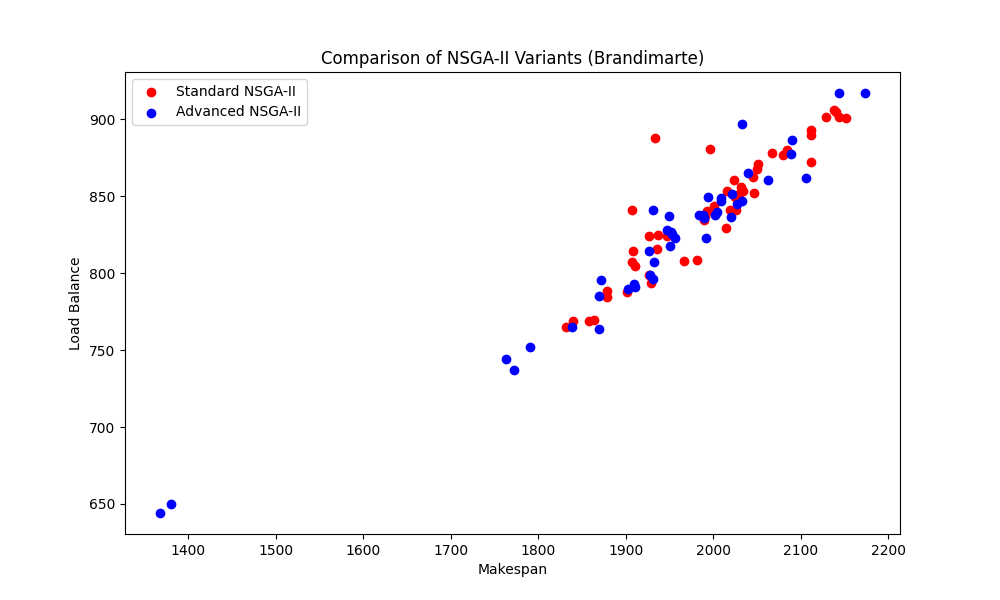 Comparison of NSGA-II Variants (Brandimarte)
Standard NSGA-II
Advanced NSGA-II
Load Balance
900
850
800
750
700
650
1400 1500 1600 1700 1800 1900 2000 2100 2200
Makespan